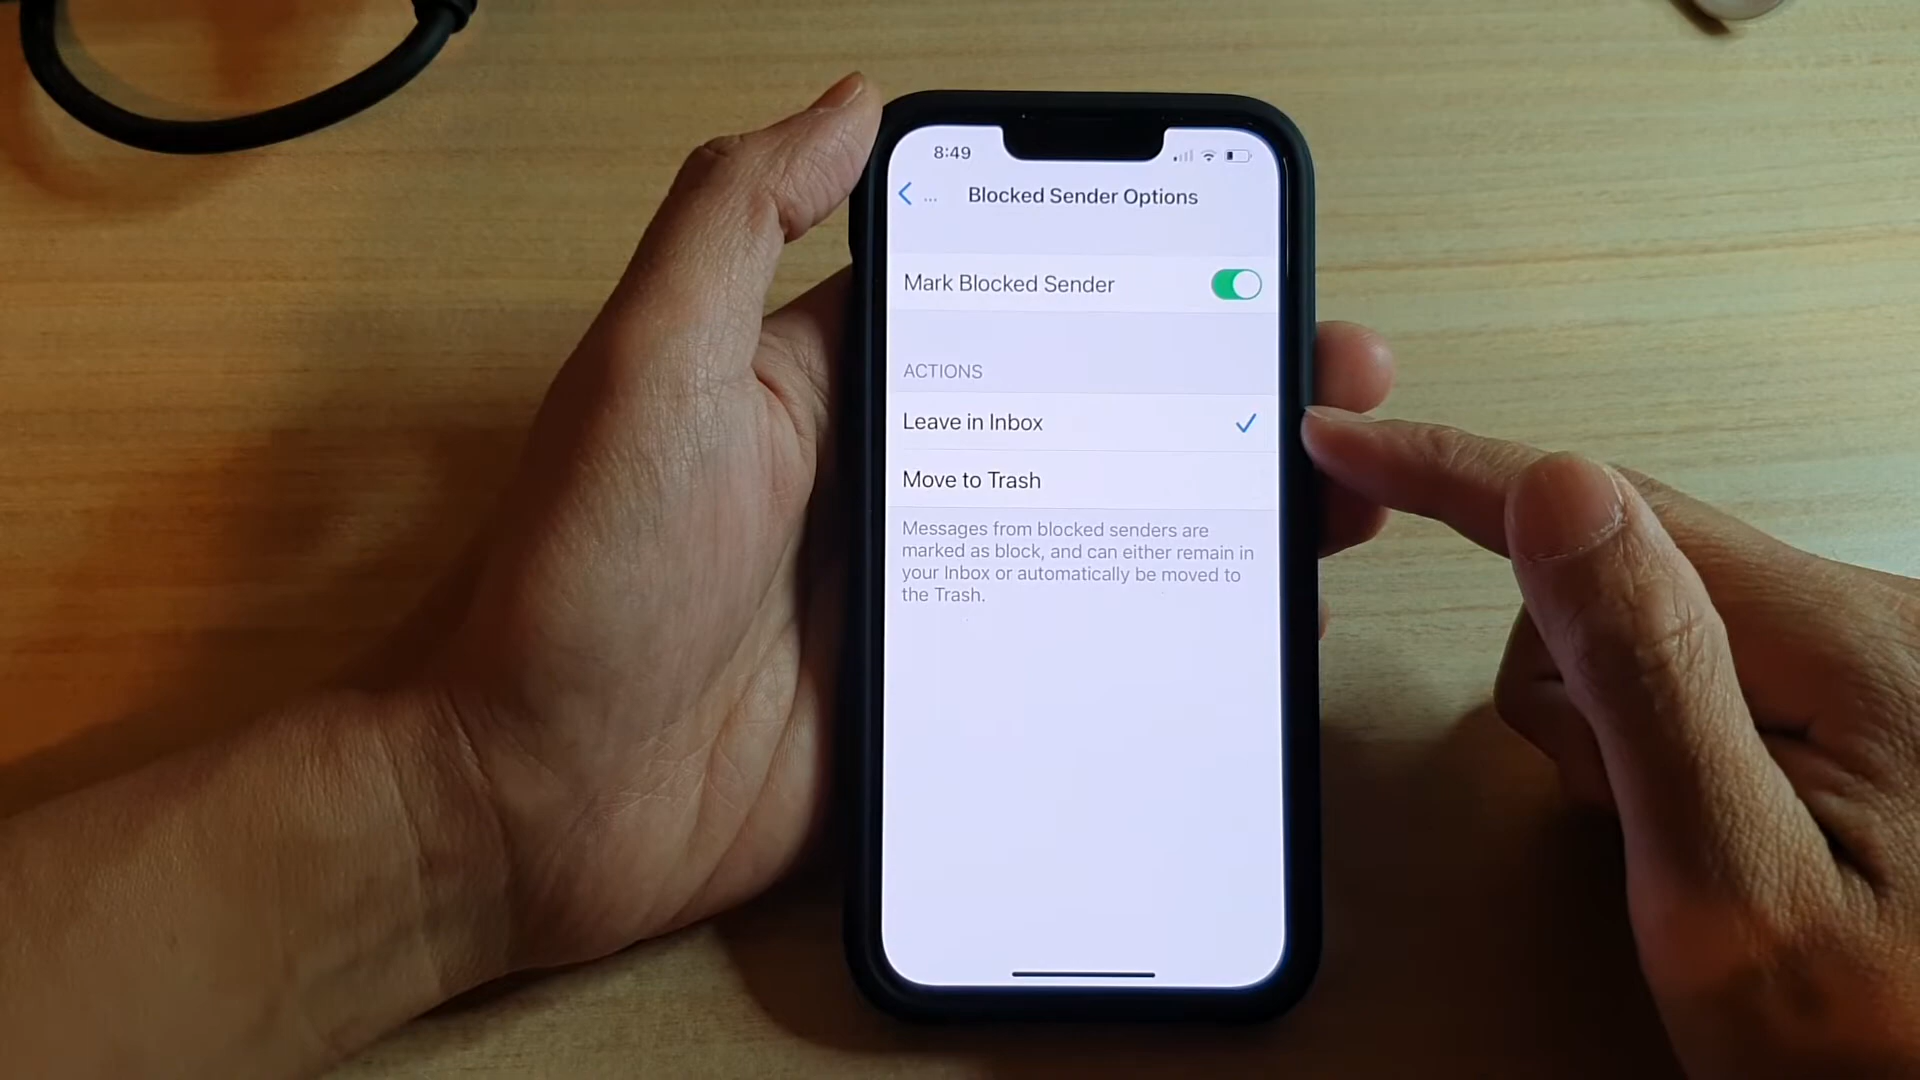 8:49
... Blocked Sender Options
Mark Blocked Sender
ACTIONS
Leave in Inbox
Move to Trash
Messages from blocked senders are
marked as block, and can either remain in
your Inbox or automatically be moved to
the Trash.